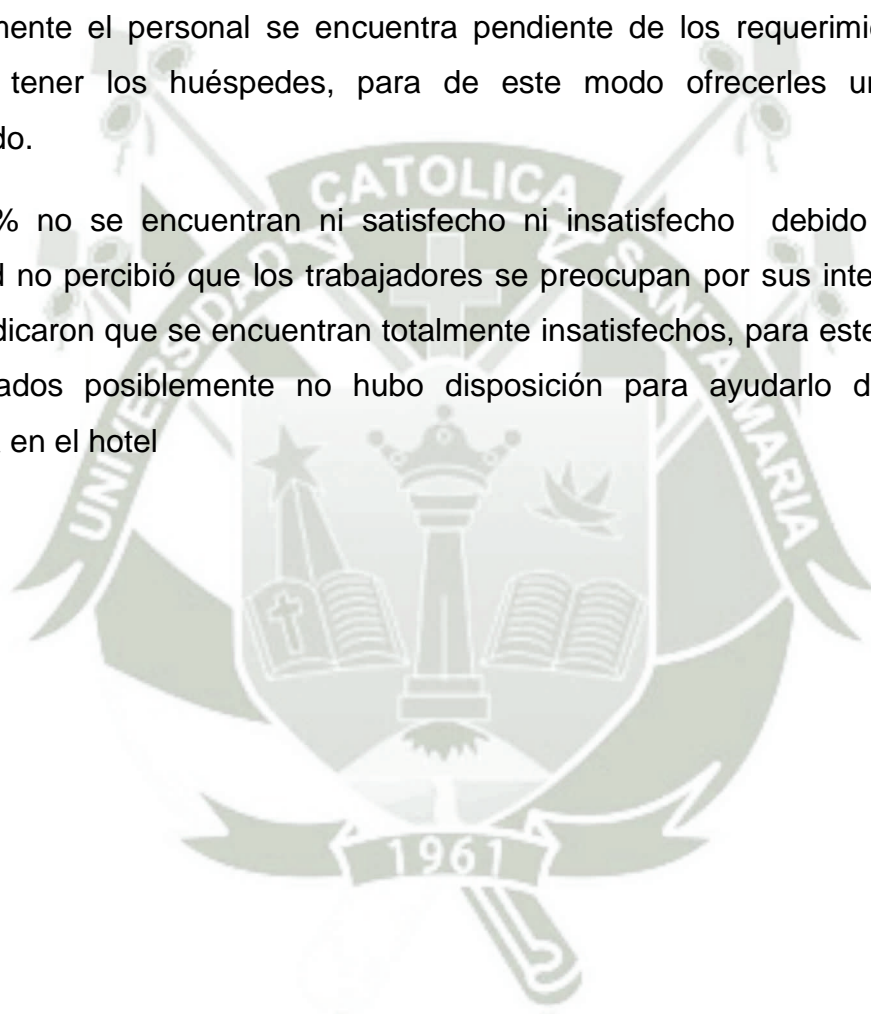 mente el personal se encuentra pendiente de los requerimi
tener los huéspedes, para de este modo ofrecerles u
do.
% no se encuentran ni satisfecho ni insatisfecho debido
d no percibió que los trabajadores se preocupan por sus inte
dicaron que se encuentran totalmente insatisfechos, para este
ados posiblemente no hubo disposición para ayudarlo d
en el hotel
UNIVERSIDAD CATOLICA SANTA MARIA
1961